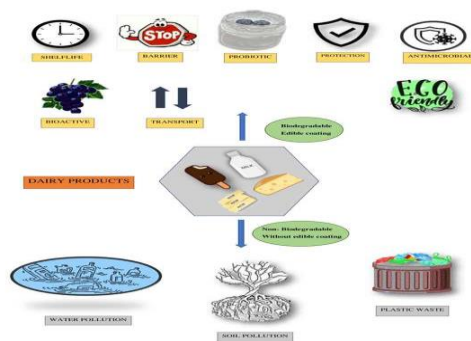 SHELFLIFE
STOP
BARRIER
PROBIOTIC
PROTECTION
ANTIMICROBIAL
BIOACTIVE
TRANSPORT
ECO
friendly
Biodegradable
Edible coating
DAIRY PRODUCTS
MILK
Non- Biodegradable
Without edible coating
WATER POLLUTION
SOIL POLLUTION
PLASTIC WASTE